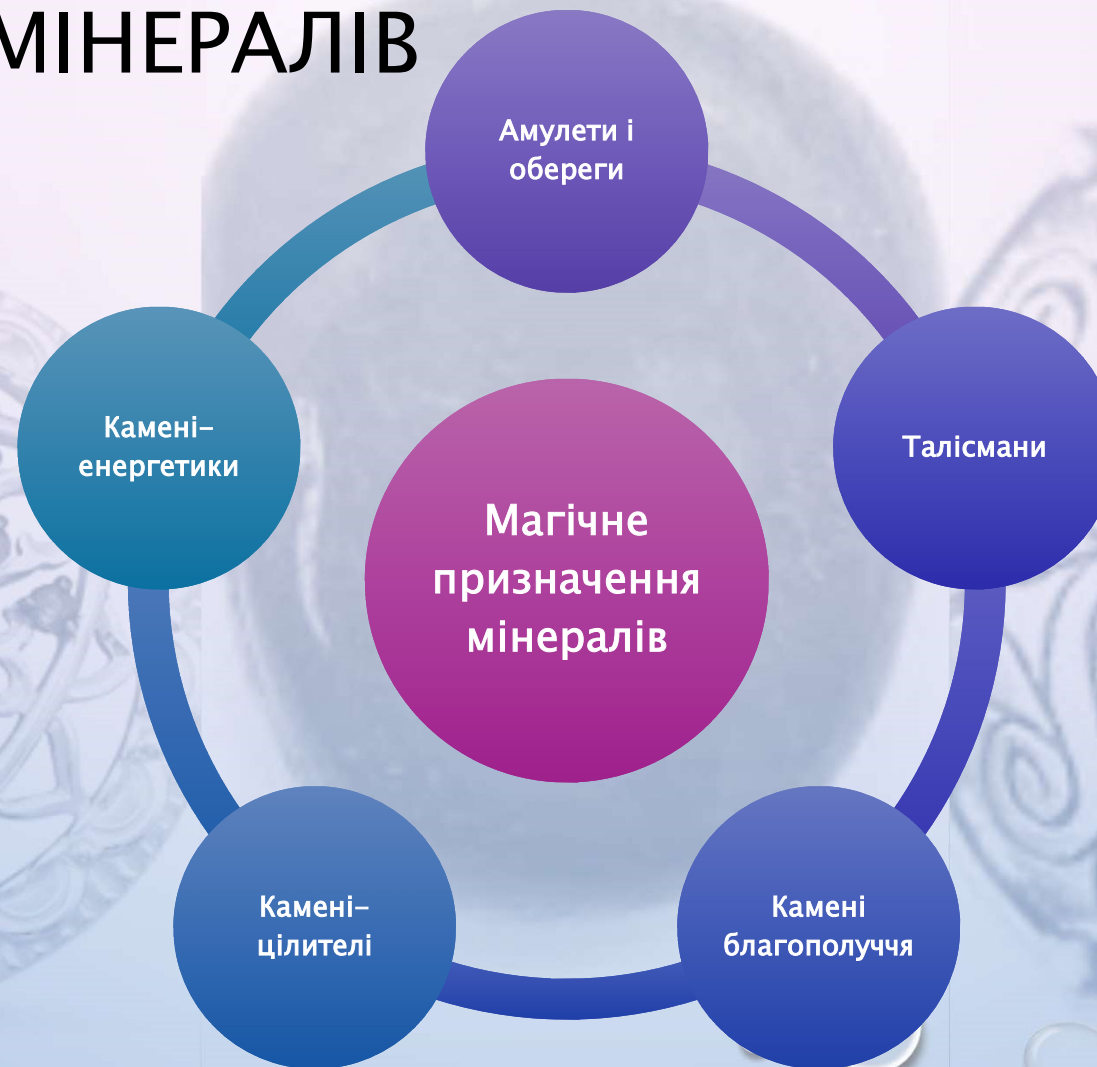 МІНЕРАЛІВ
Амулети і
обереги
Талісмани
Камені
благополуччя
Камені–
цілителі
Камені–
енергетики
Магічне
призначення
мінералів